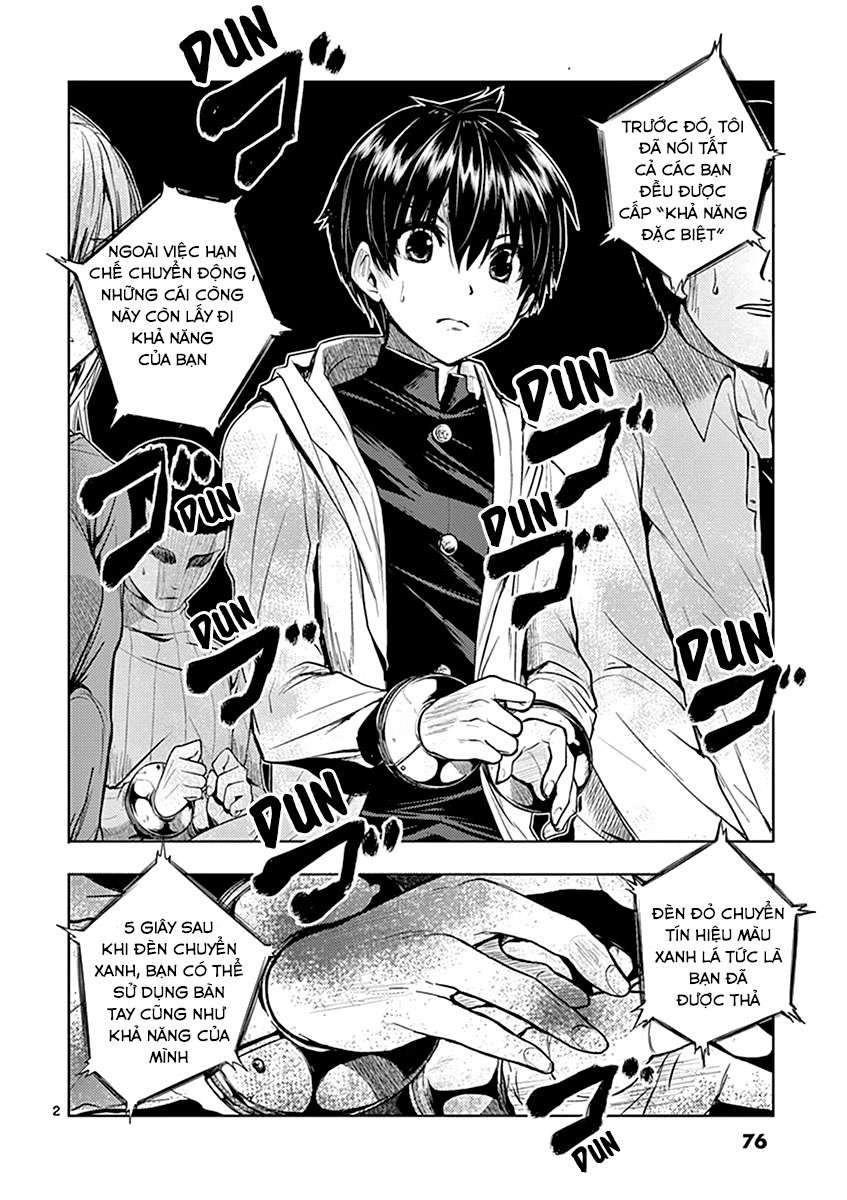 DUN
ゴ
TRƯỚC ĐÓ, TÔI
ĐÃ NÓI TẤT
CẢ CÁC BẠN
ĐỀU ĐƯỢC
CẤP “KHẢ NĂNG
ĐẶC BIỆT”
NGOÀI VIỆC HẠN
CHẾ CHUYỂN ĐỘNG ,
NHỮNG CÁI CÒNG
NÀY CÒN LẤY ĐI
KHẢ NĂNG
CỦA BẠN
DUN
ゴ
DUN
ゴ
DUN
ゴ
DUN
ゴ
DUN
ゴ
DUN
ゴ
ĐÈN ĐỎ CHUYỂN
TÍN HIỆU MÀU
XANH LÁ TỨC LÀ
BẠN ĐÃ
ĐƯỢC THẢ
5 GIÂY SAU
KHI ĐÈN CHUYỂN
XANH, BẠN CÓ THỂ
SỬ DỤNG BÀN
TAY CŨNG NHƯ
KHẢ NĂNG CỦA
MÌNH
DUN
ゴ
2
76